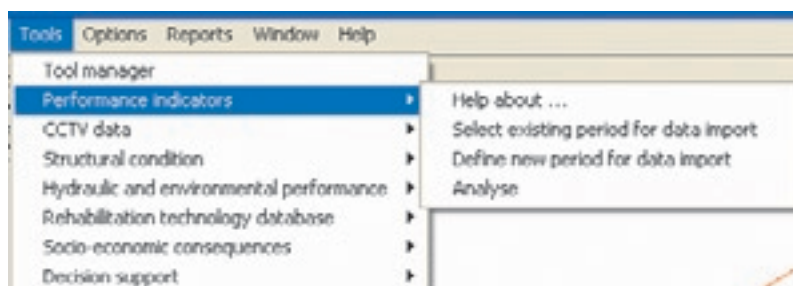 Tools Options Reports Window Help
Tool manager
Performance indicators
CCTV data
Structural condition
Hydraulic and environmental performance
Rehabilitation technology database
Socio-economic consequences
Decision support
Help about ...
Select existing period for data import
Define new period for data import
Analyse